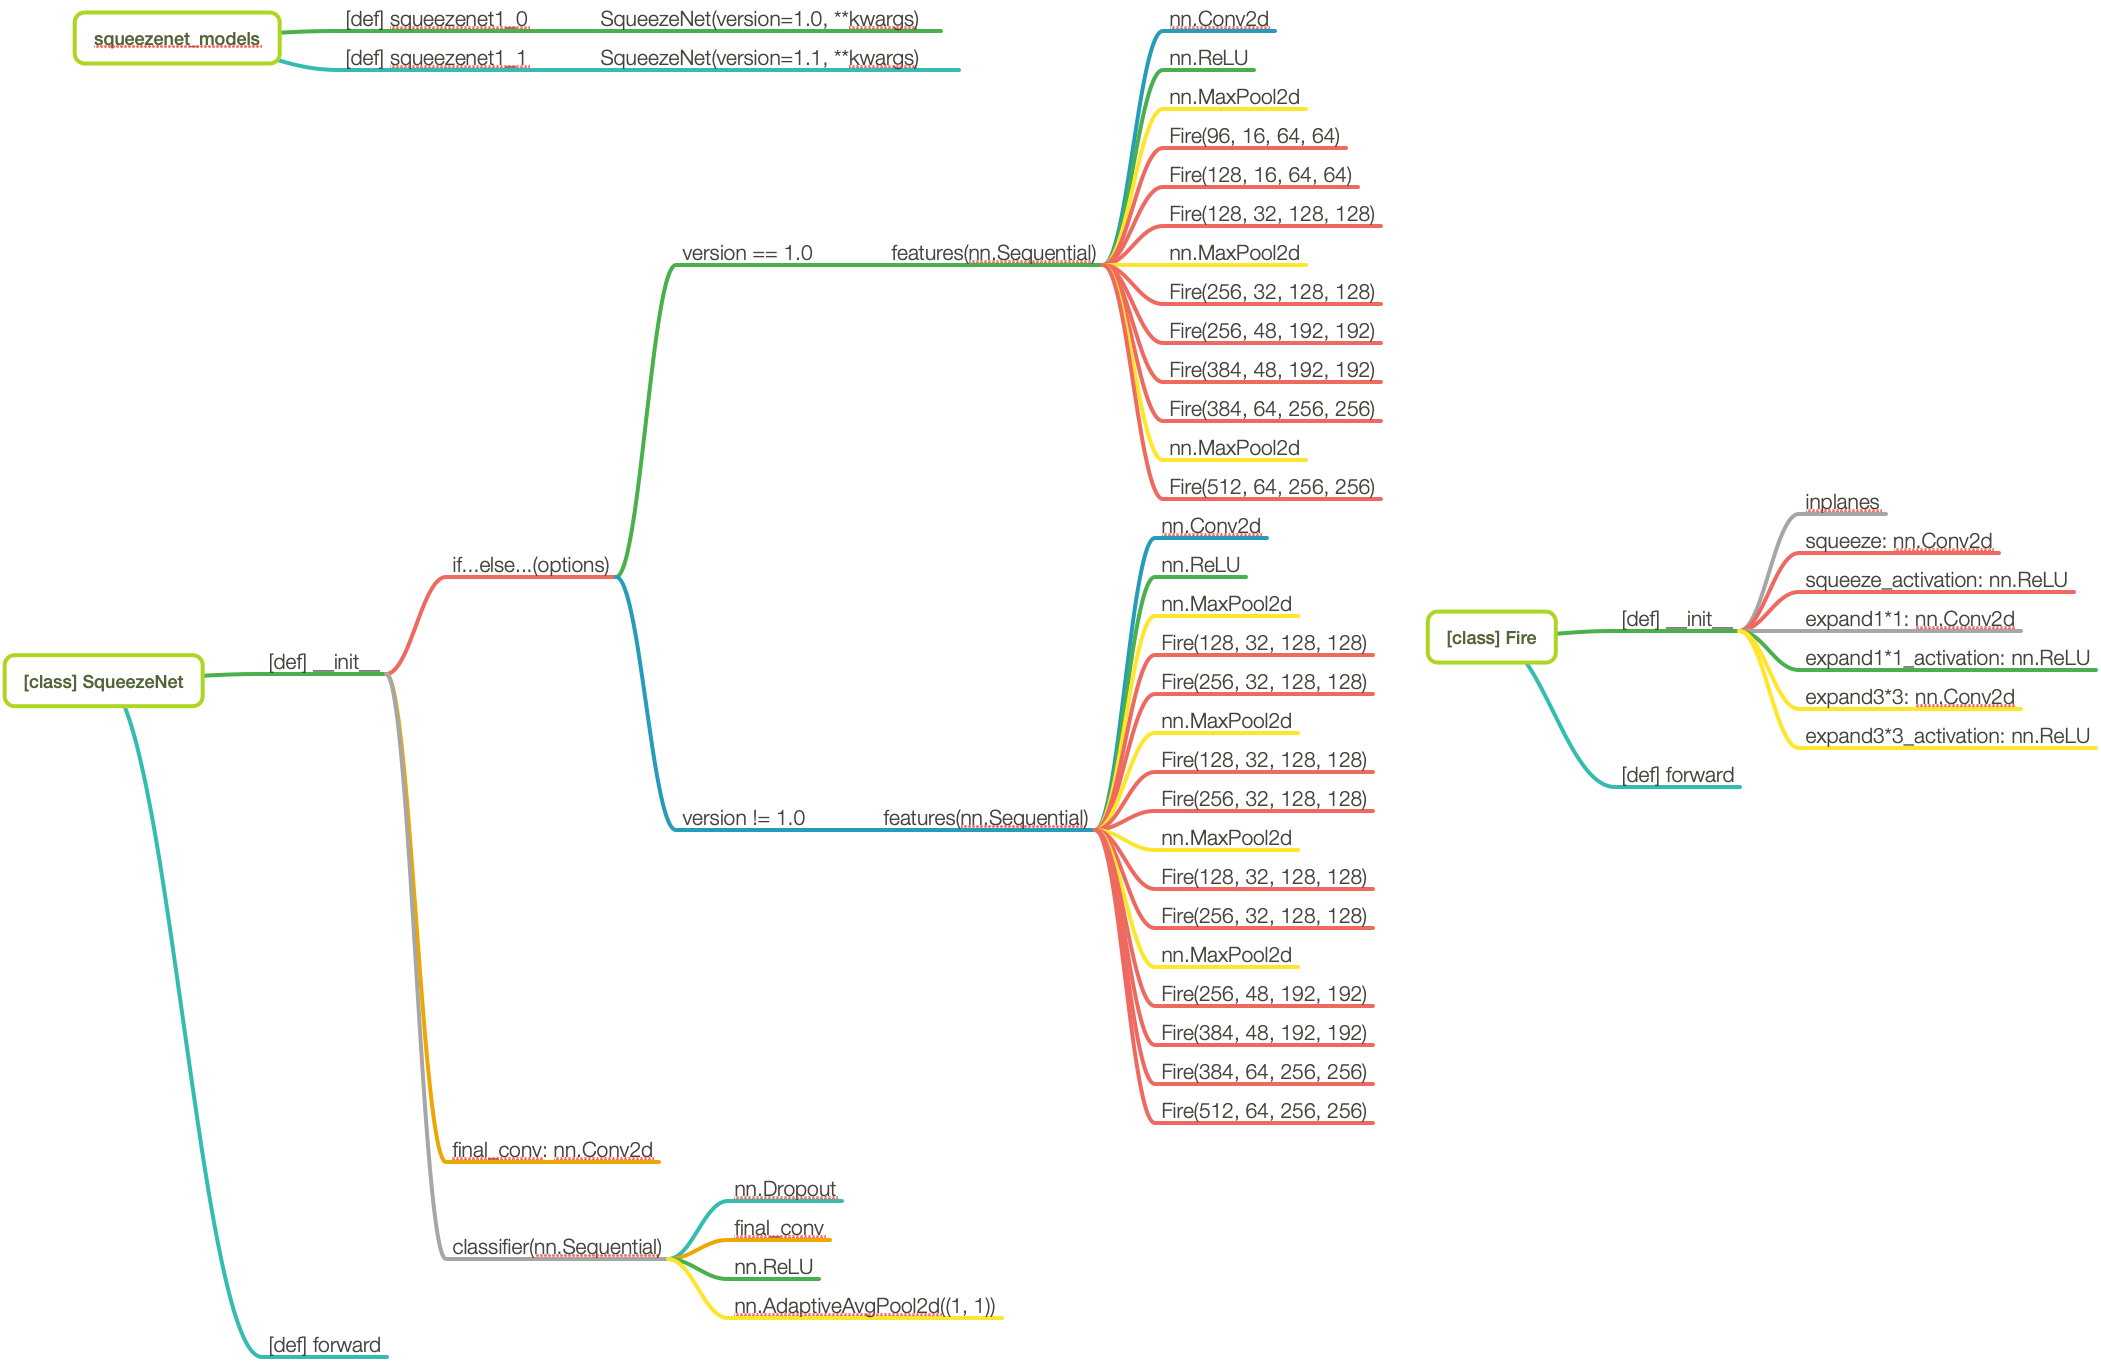 squeezenet_models
[def] squeezenet1_0
SqueezeNet(version=1.0, **kwargs)
[def] squeezenet1_1
SqueezeNet(version=1.1, **kwargs)
[class] SqueezeNet
[def] __init__
if...else...(options)
version == 1.0
features(nn.Sequential)
nn.Conv2d
nn.ReLU
nn.MaxPool2d
Fire(96, 16, 64, 64)
Fire(128, 16, 64, 64)
Fire(128, 32, 128, 128)
nn.MaxPool2d
Fire(256, 32, 128, 128)
Fire(256, 48, 192, 192)
Fire(384, 48, 192, 192)
Fire(384, 64, 256, 256)
nn.MaxPool2d
Fire(512, 64, 256, 256)
version != 1.0
features(nn.Sequential)
nn.Conv2d
nn.ReLU
nn.MaxPool2d
Fire(128, 32, 128, 128)
Fire(256, 32, 128, 128)
nn.MaxPool2d
Fire(128, 32, 128, 128)
Fire(256, 32, 128, 128)
nn.MaxPool2d
Fire(128, 32, 128, 128)
Fire(256, 32, 128, 128)
nn.MaxPool2d
Fire(256, 48, 192, 192)
Fire(384, 48, 192, 192)
Fire(384, 64, 256, 256)
Fire(512, 64, 256, 256)
final_conv: nn.Conv2d
classifier(nn.Sequential)
nn.Dropout
final_conv
nn.ReLU
nn.AdaptiveAvgPool2d((1, 1))
[def] forward
[class] Fire
[def] __init__
inplanes
squeeze: nn.Conv2d
squeeze_activation: nn.ReLU
expand1*1: nn.Conv2d
expand1*1_activation: nn.ReLU
expand3*3: nn.Conv2d
expand3*3_activation: nn.ReLU
[def] forward